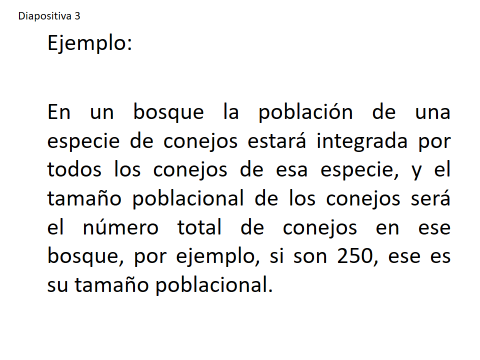 Diapositiva 3
Ejemplo:
En un bosque la población de una
especie de conejos estará integrada por
todos los conejos de esa especie, y el
tamaño poblacional de los conejos será
el número total de conejos en ese
bosque, por ejemplo, si son 250, ese es
su tamaño poblacional.